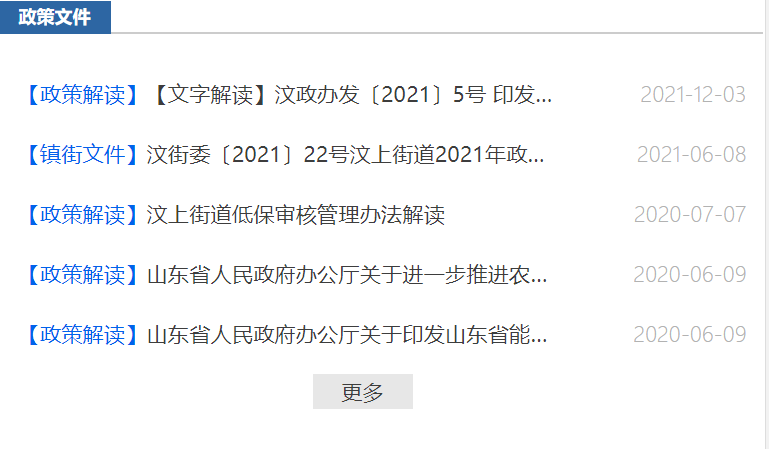 政策文件
【政策解读】【文字解读】汶政办发〔2021〕5号 印发... 2021-12-03
【镇街文件】汶街委〔2021〕22号汶上街道2021年政... 2021-06-08
【政策解读】汶上街道低保审核管理办法解读 2020-07-07
【政策解读】山东省人民政府办公厅关于进一步推进农... 2020-06-09
【政策解读】山东省人民政府办公厅关于印发山东省能... 2020-06-09
更多